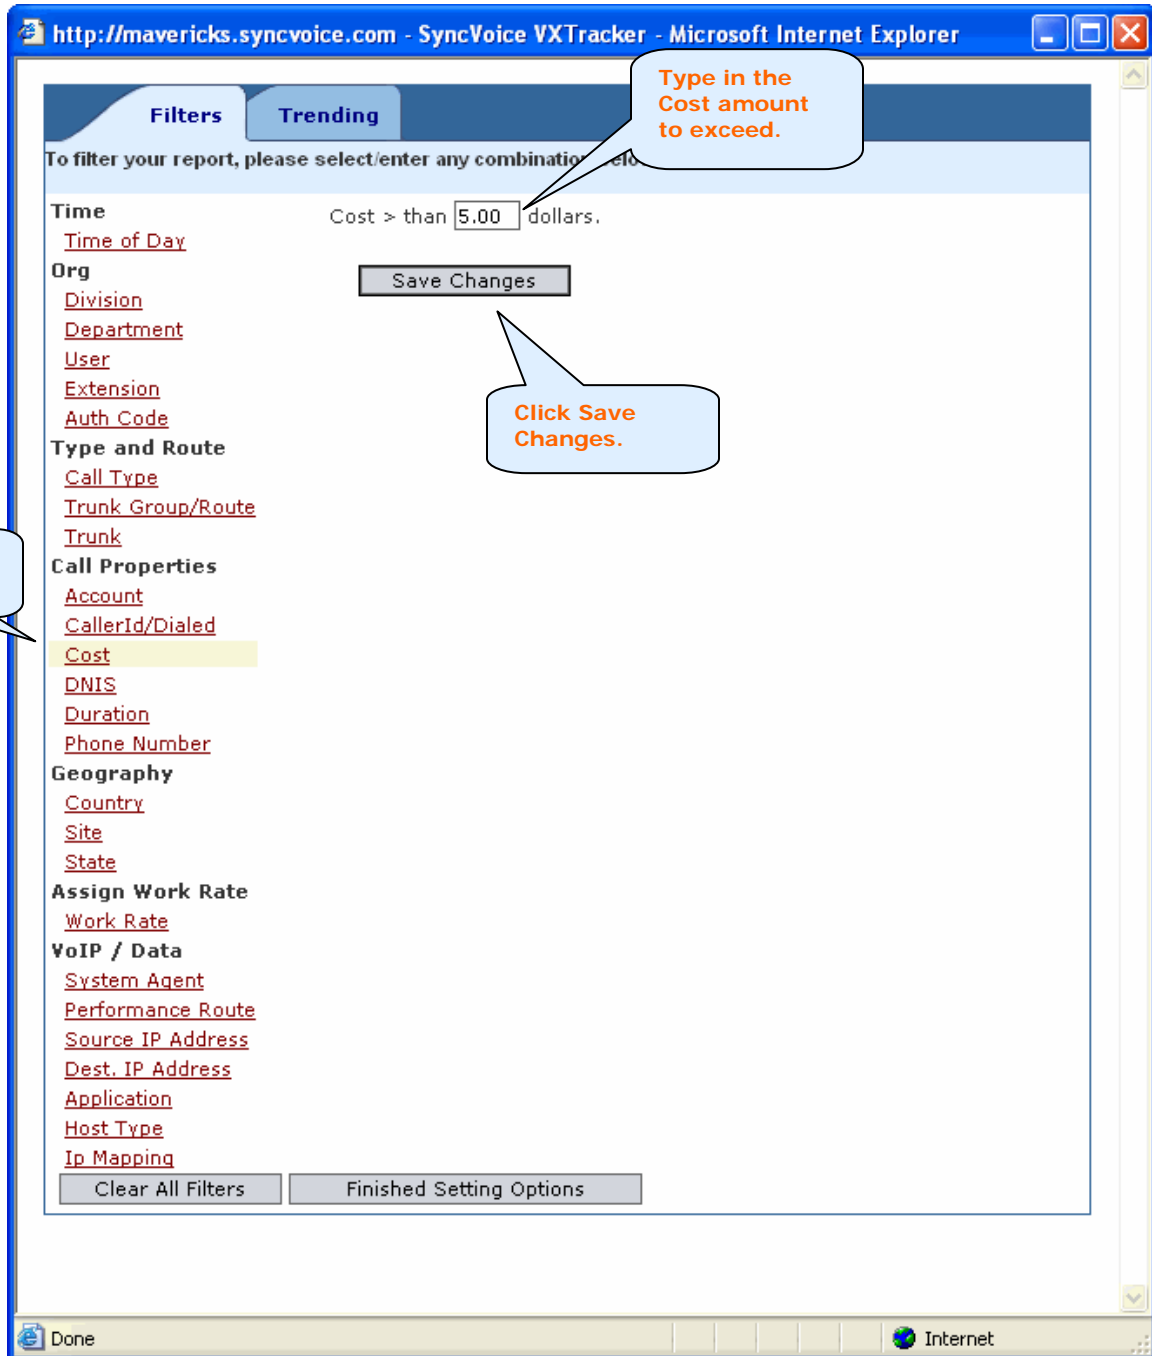 http://mavericks.syncvoice.com - SyncVoice VXTracker - Microsoft Internet Explorer
Type in the
Cost amount
to exceed.
Filters
Trending
To filter your report, please select/enter any combination
Time
Cost > than 5.00 dollars.
Time of Day
Org
Save Changes
Division
Department
User
Extension
Click Save
Changes.
Auth Code
Type and Route
Call Type
Trunk Group/Route
Trunk
Call Properties
Account
CallerId/Dialed
Cost
DNIS
Duration
Phone Number
Geography
Country
Site
State
Assign Work Rate
Work Rate
VoIP / Data
System Agent
Performance Route
Source IP Address
Dest. IP Address
Application
Host Type
Ip Mapping
Clear All Filters
Finished Setting Options
Done
Internet